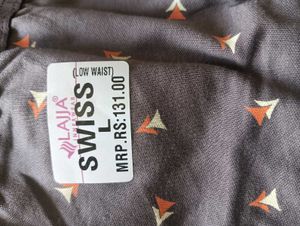 (LOW WAIST)
LAJJA®
SWISS
L
MRP.RS:131.00